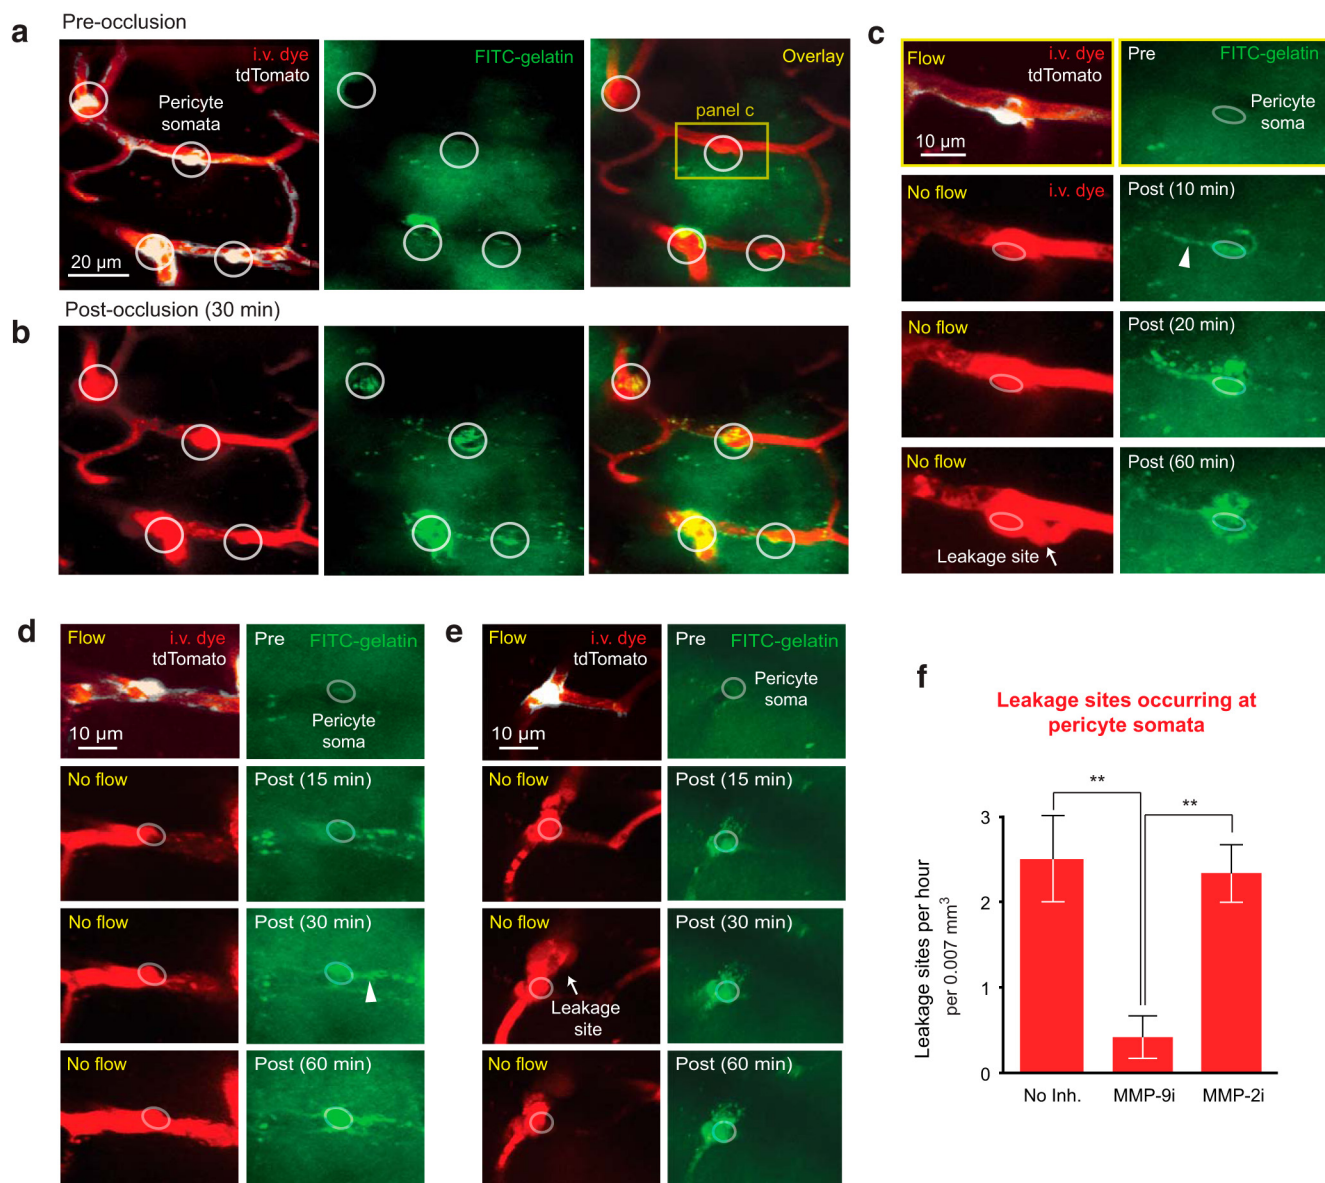 a
Pre-occlusion
i.v. dye
tdTomato
Pericyte
somata
20 µm
FITC-gelatin
Overlay
panel c
b
Post-occlusion (30 min)
c
Flow
i.v. dye
tdTomato
10 µm
Pre
FITC-gelatin
Pericyte
soma
No flow
i.v. dye
Post (10 min)
No flow
Post (20 min)
No flow
Leakage site
Post (60 min)
d
Flow
i.v. dye
tdTomato
10 µm
Pre
FITC-gelatin
Pericyte
soma
No flow
Post (15 min)
No flow
Post (30 min)
No flow
Post (60 min)
e
Flow
i.v. dye
tdTomato
10 µm
Pre
FITC-gelatin
Pericyte
soma
No flow
Post (15 min)
No flow
Leakage
site
Post (30 min)
No flow
Post (60 min)
f
Leakage sites occurring at
pericyte somata
**
**
Leakage sites per hour
per 0.007 mm³
3
2
1
0
No Inh.
MMP-9i
MMP-2i